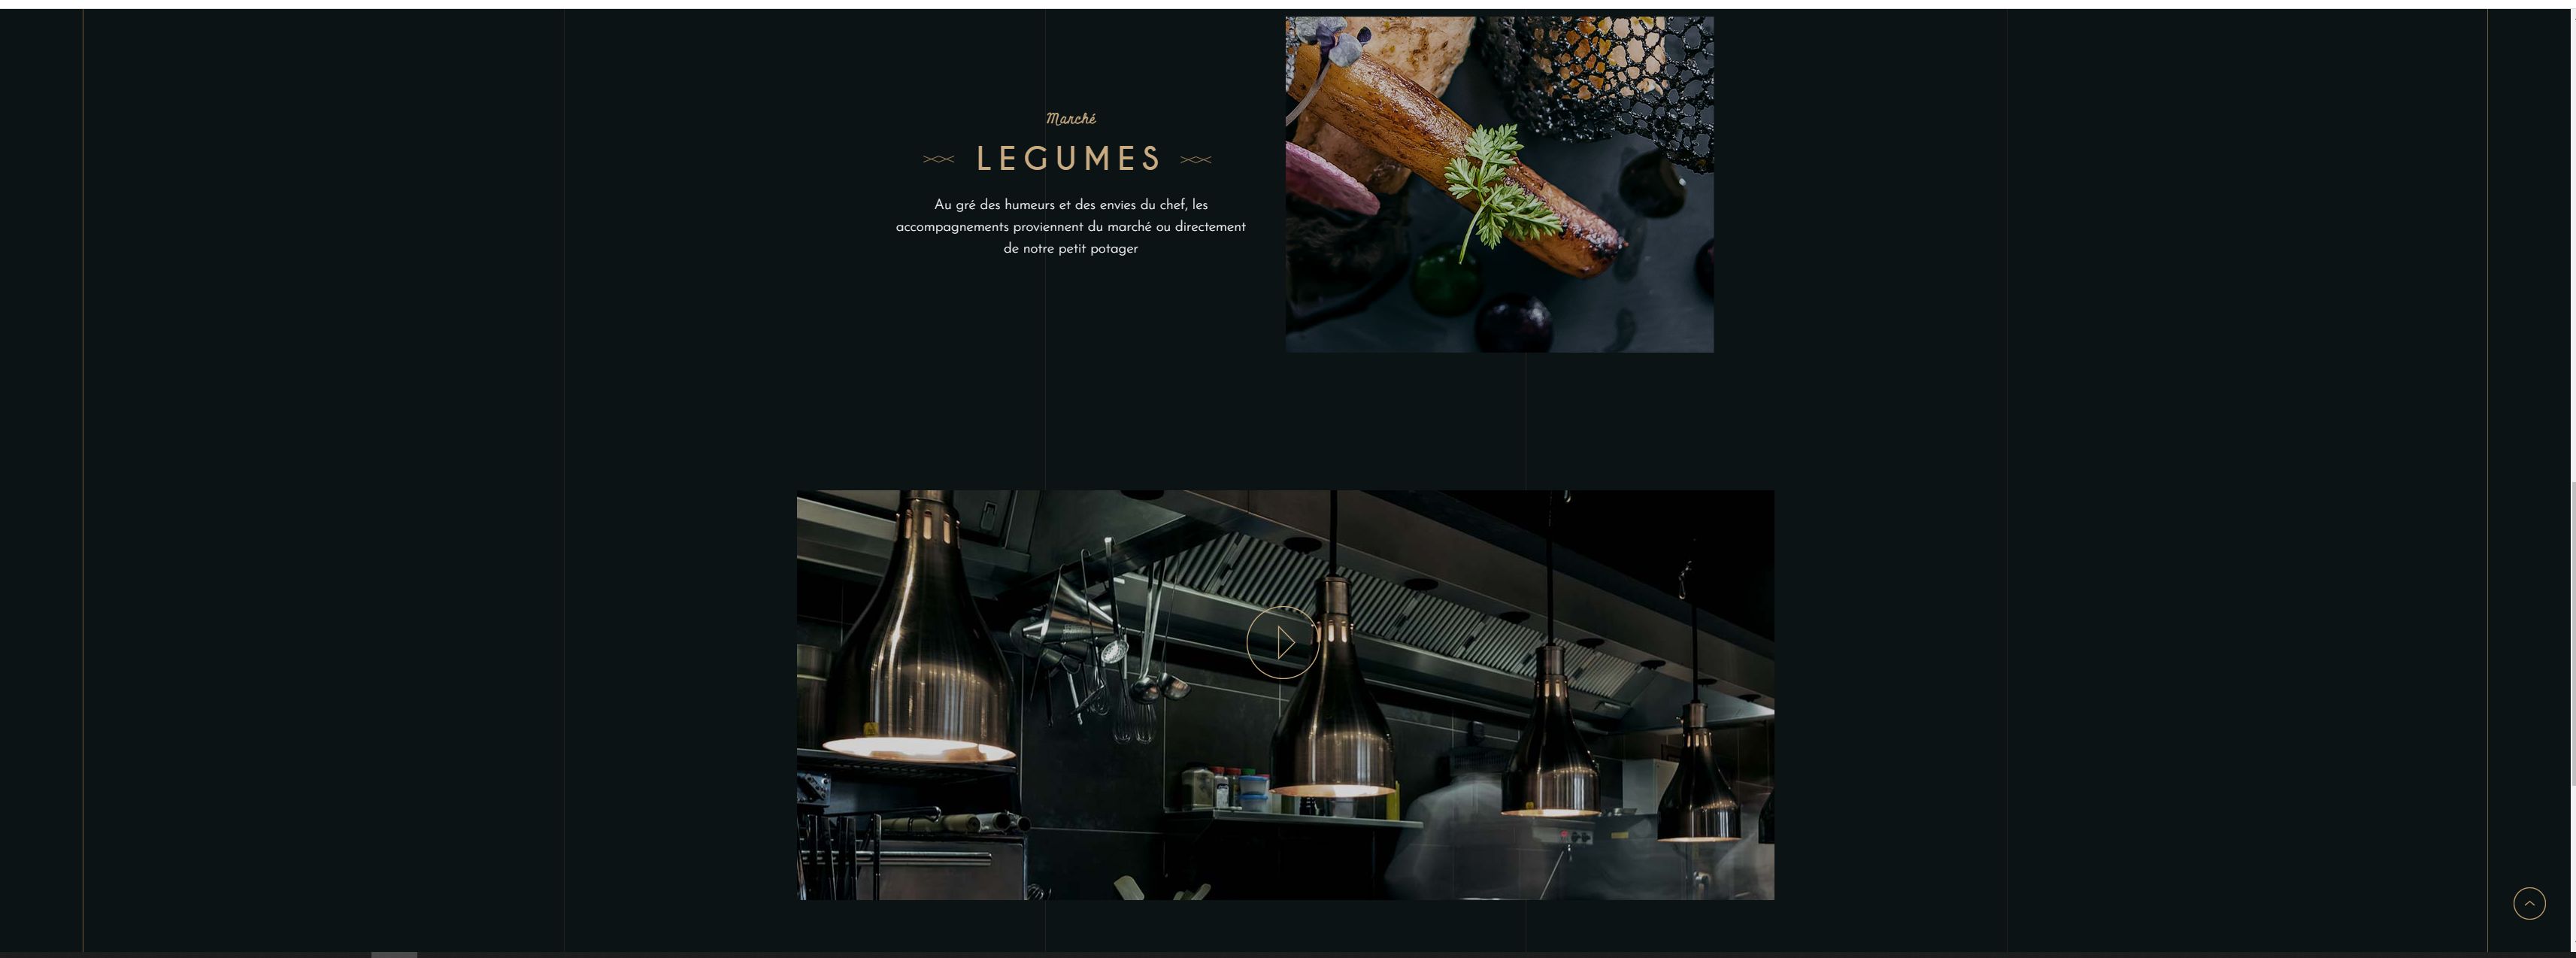 Marché
LEGUMES
Au gré des humeurs et des envies du chef, les
accompagnements proviennent du marché ou directement
de notre petit potager